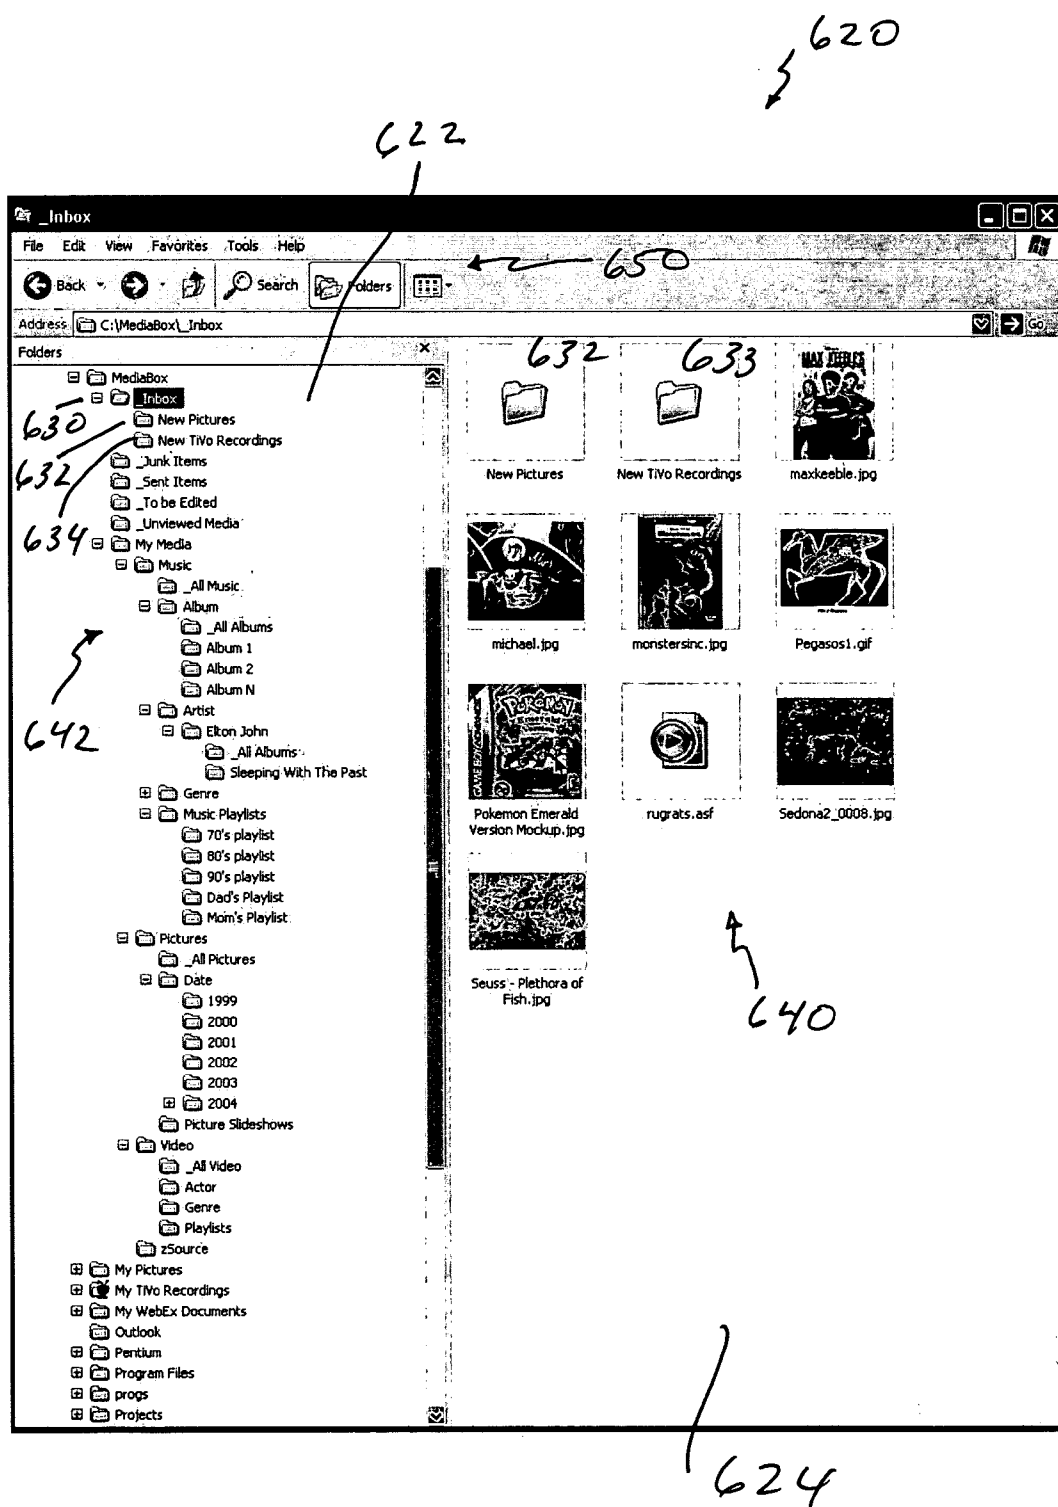 620
622
_Inbox
File Edit View Favorites Tools Help
650
Back Search Folders
Address C:\MediaBox\_Inbox Go
Folders
MediaBox
630
_Inbox
632
New Pictures
634
New TiVo Recordings
_Junk Items
_Sent Items
_To be Edited
_Unviewed Media
My Media
Music
_All Music
642
Album
_All Albums
Album 1
Album 2
Album N
Artist
Elton John
_All Albums
Sleeping With The Past
Genre
Music Playlists
70's playlist
80's playlist
90's playlist
Dad's Playlist
Mom's Playlist
Pictures
_All Pictures
Date
1999
2000
2001
2002
2003
2004
Picture Slideshows
Video
_All Video
Actor
Genre
Playlists
zSource
My Pictures
My TiVo Recordings
My WebEx Documents
Outlook
Pentium
Program Files
progs
Projects
632 633
MAX KEEBLE'S
New Pictures New TiVo Recordings maxkeeble.jpg
michael.jpg monstersinc.jpg Pegasos1.gif
POKéMON
Emerald
GAME BOY
Pokemon Emerald Version Mockup.jpg rugrats.asf Sedona2_0008.jpg
Seuss - Plethora of
Fish.jpg
640
624